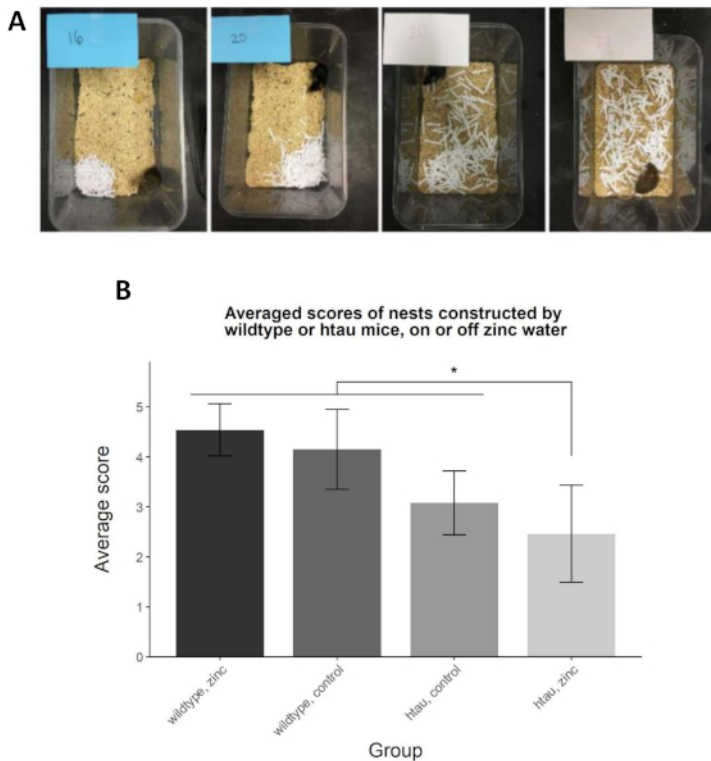 A
16
20
10
B
Averaged scores of nests constructed by
wildtype or htau mice, on or off zinc water
*
Average score
5
4
3
2
1
0
wildtype, zinc
wildtype, control
htau, control
htau, zinc
Group